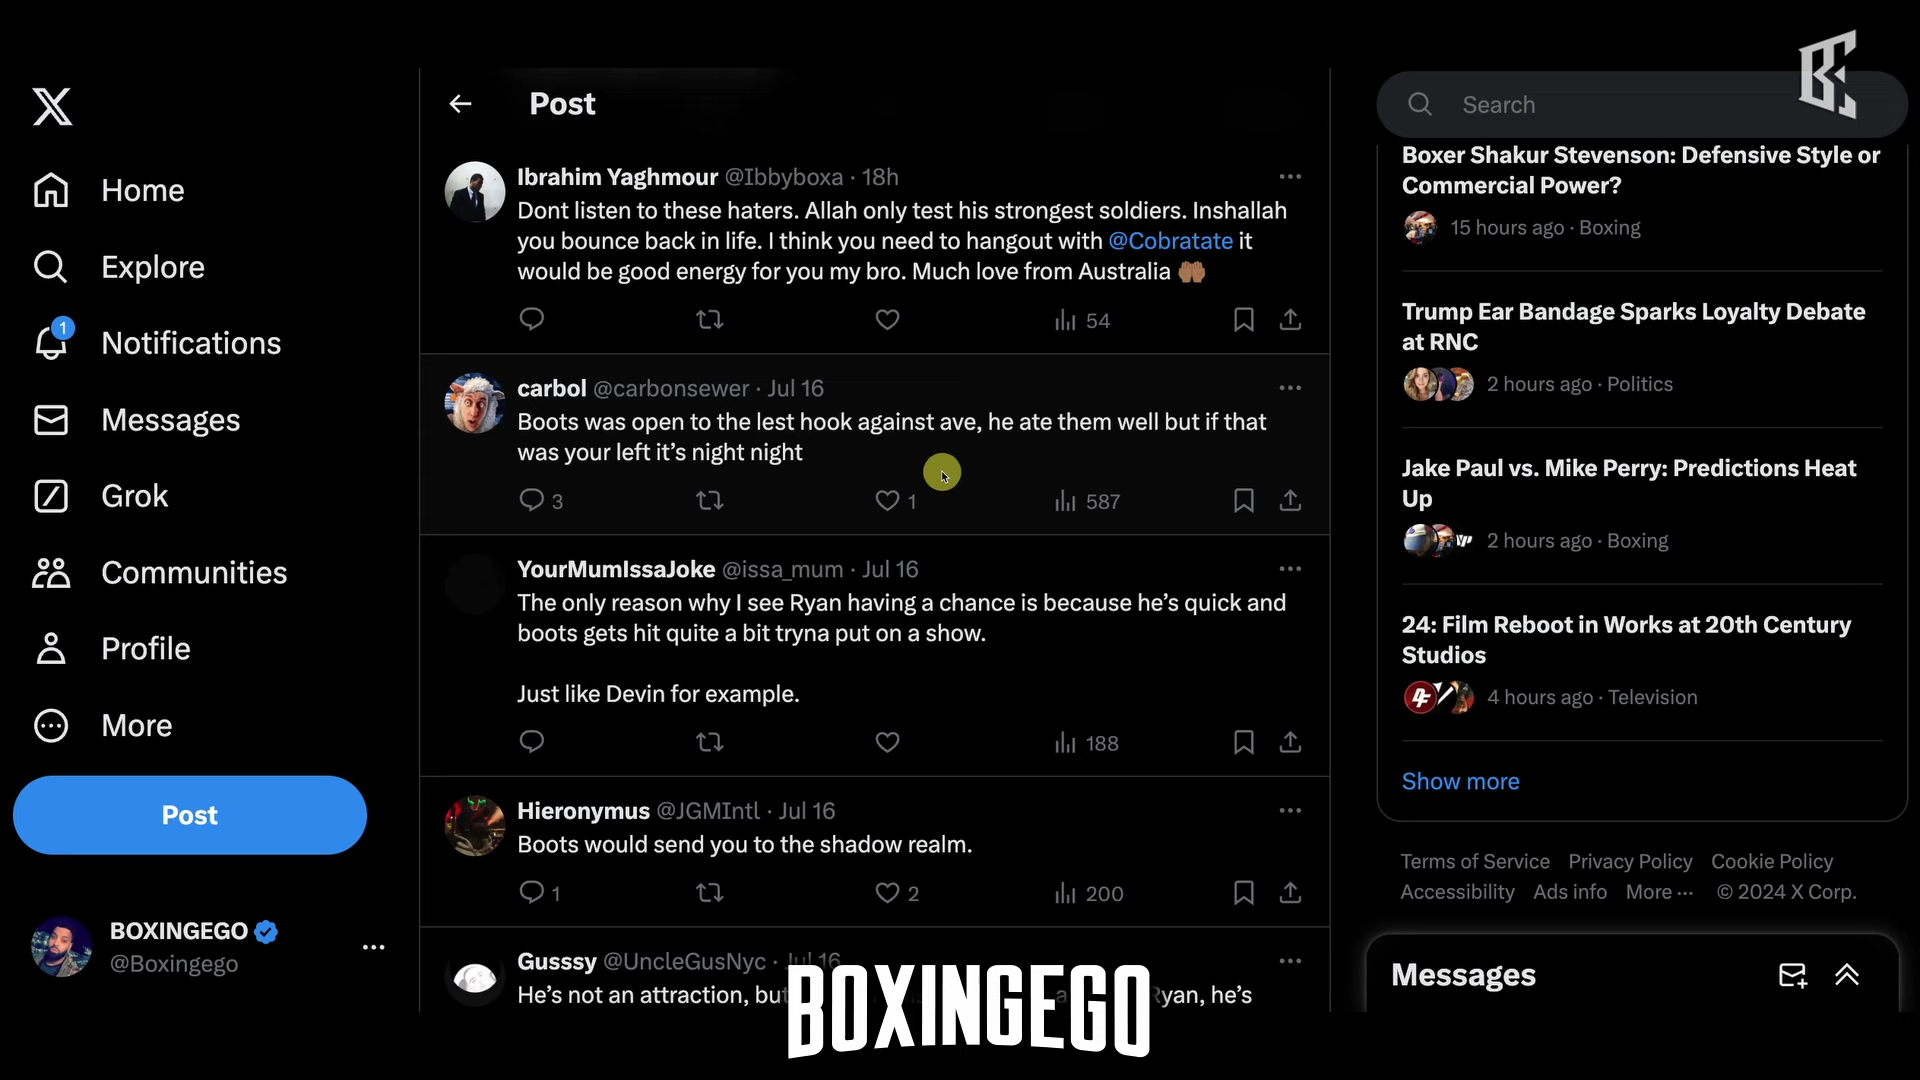 Home
Explore
1
Notifications
Messages
Grok
Communities
Profile
More
Post
BOXINGEGO
@Boxingego
Post
Ibrahim Yaghmour @Ibbyboxa · 18h
Dont listen to these haters. Allah only test his strongest soldiers. Inshallah
you bounce back in life. I think you need to hangout with @Cobratate it
would be good energy for you my bro. Much love from Australia 🤲🏽
54
carbol @carbonsewer · Jul 16
Boots was open to the lest hook against ave, he ate them well but if that
was your left it’s night night
3 1 587
YourMumIssaJoke @issa_mum · Jul 16
The only reason why I see Ryan having a chance is because he’s quick and
boots gets hit quite a bit tryna put on a show.
Just like Devin for example.
188
Hieronymus @JGMIntl · Jul 16
Boots would send you to the shadow realm.
1 2 200
Gusssy @UncleGusNyc · Jul 16
He’s not an attraction, but Ryan, he’s
BOXINGEGO
Search
Boxer Shakur Stevenson: Defensive Style or
Commercial Power?
15 hours ago · Boxing
Trump Ear Bandage Sparks Loyalty Debate
at RNC
2 hours ago · Politics
Jake Paul vs. Mike Perry: Predictions Heat
Up
2 hours ago · Boxing
24: Film Reboot in Works at 20th Century
Studios
4 hours ago · Television
Show more
Terms of Service Privacy Policy Cookie Policy
Accessibility Ads info More ··· © 2024 X Corp.
Messages